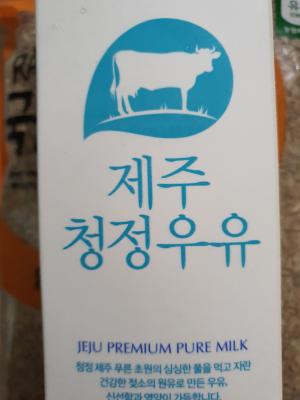 제주
청정우유
JEJU PREMIUM PURE MILK
청정 제주 푸른 초원의 싱싱한 풀을 먹고 자란
건강한 젖소의 원유로 만든 우유,
신선함과 영양이 가득합니다.